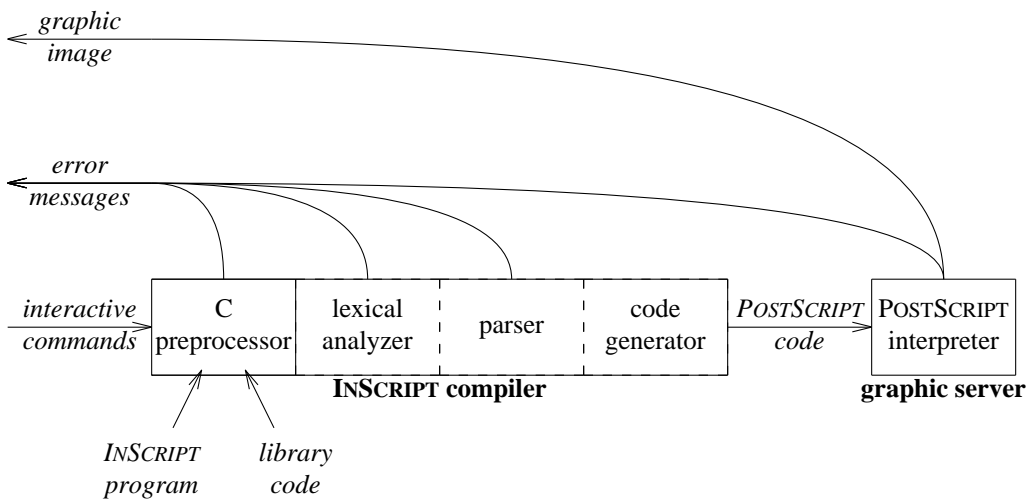 graphic
image
error
messages
interactive
commands
C
preprocessor
lexical
analyzer
parser
code
generator
POSTSCRIPT
code
POSTSCRIPT
interpreter
INSCRIPT compiler
graphic server
INSCRIPT
program
library
code